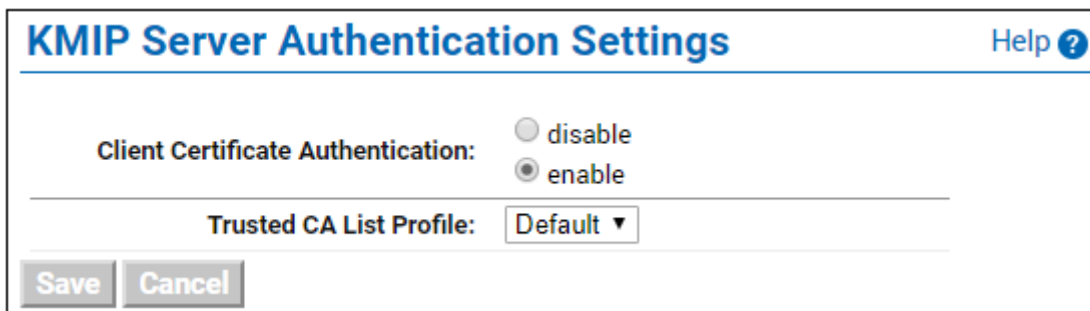 KMIP Server Authentication Settings Help ?
Client Certificate Authentication: disable
enable
Trusted CA List Profile: Default
Save Cancel